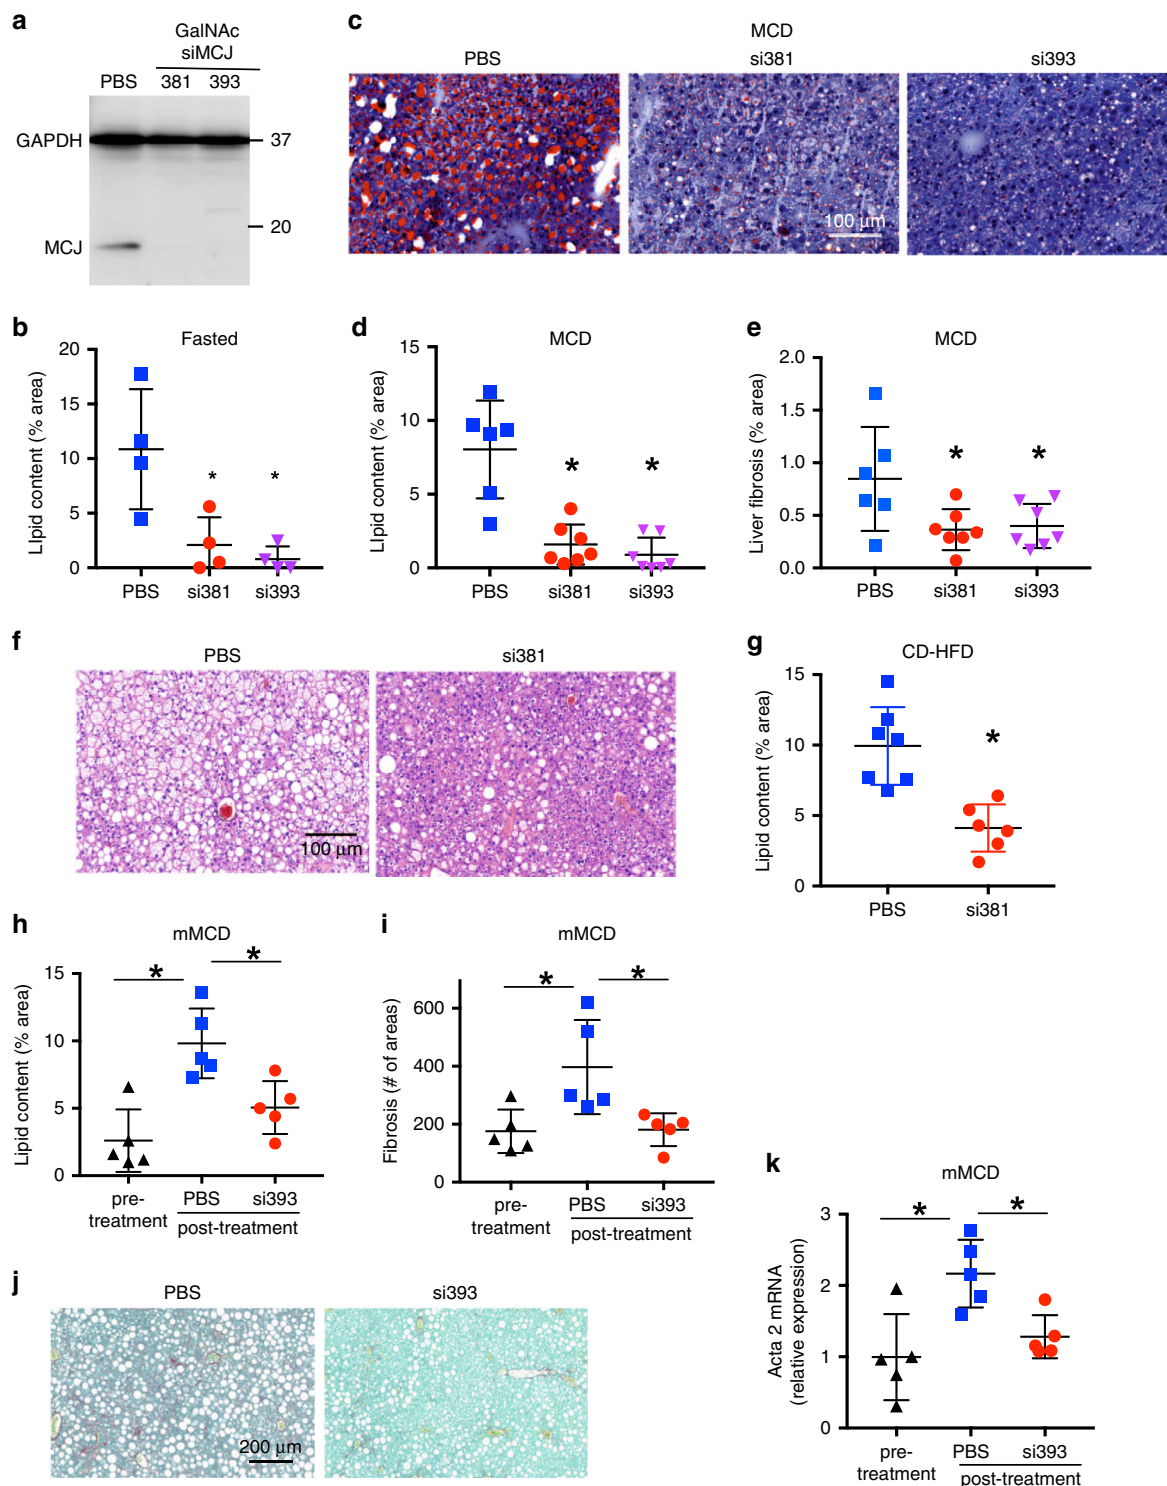 a
GalNAc
siMCJ
PBS 381 393
GAPDH
37
20
MCJ
c
MCD
PBS si381 si393
100 µm
b
Fasted
LIpid content (% area)
20
15
10
5
0
PBS si381 si393
* *
d
MCD
LIpid content (% area)
15
10
5
0
PBS si381 si393
* *
e
MCD
Liver fibrosis (% area)
2.0
1.5
1.0
0.5
0.0
PBS si381 si393
* *
f
PBS si381
100 µm
g
CD-HFD
Lipid content (% area)
15
10
5
0
PBS si381
*
h
mMCD
Lipid content (% area)
15
10
5
0
* *
pre-
treatment
PBS si393
post-treatment
i
mMCD
Fibrosis (# of areas)
600
400
200
0
* *
pre-
treatment
PBS si393
post-treatment
j
PBS si393
200 µm
k
mMCD
Acta 2 mRNA
(relative expression)
3
2
1
0
* *
pre-
treatment
PBS si393
post-treatment